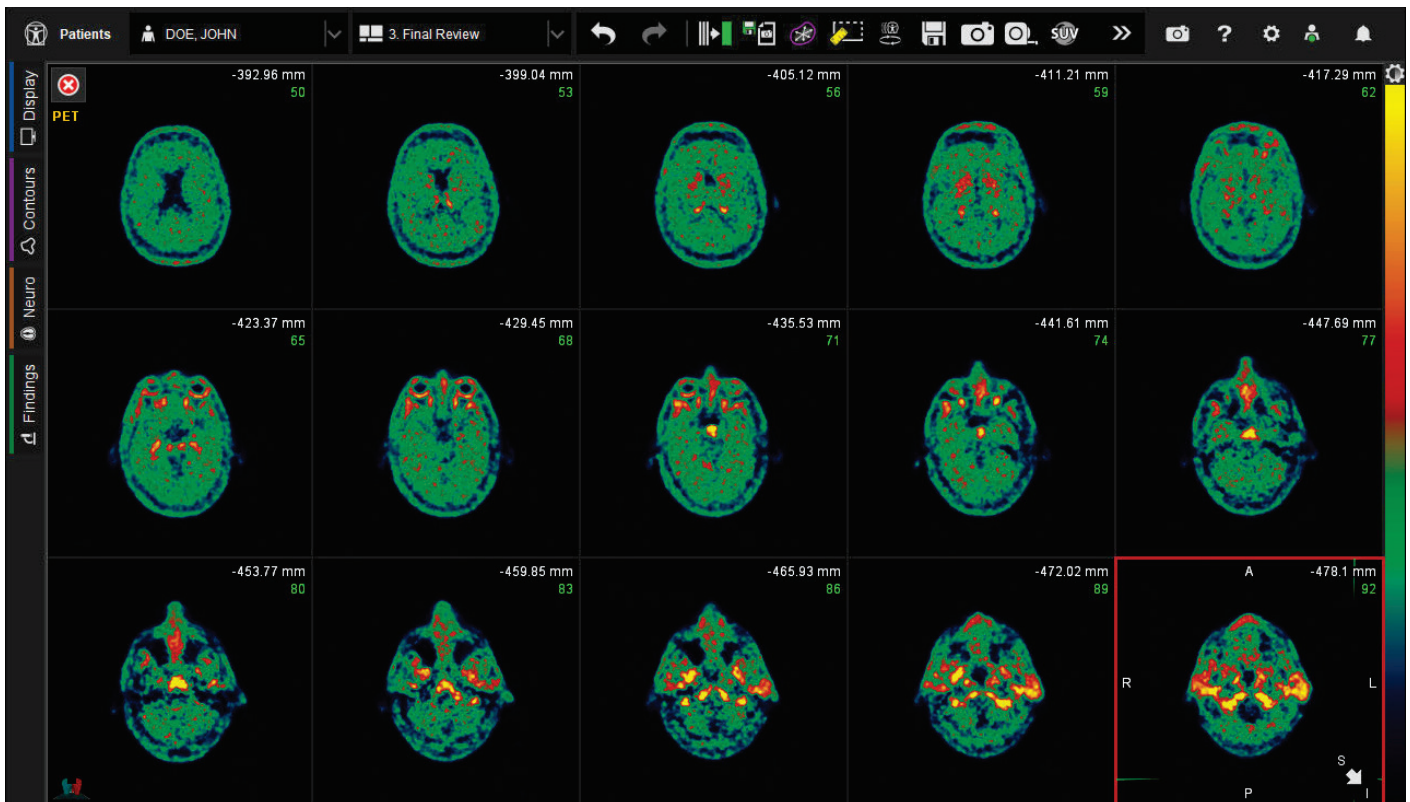 Patients DOE, JOHN 3. Final Review SUV ?
Display
Contours
Neuro
Findings
PET
-392.96 mm
50
-399.04 mm
53
-405.12 mm
56
-411.21 mm
59
-417.29 mm
62
-423.37 mm
65
-429.45 mm
68
-435.53 mm
71
-441.61 mm
74
-447.69 mm
77
-453.77 mm
80
-459.85 mm
83
-465.93 mm
86
-472.02 mm
89
A -478.1 mm
92
R L
S
P I